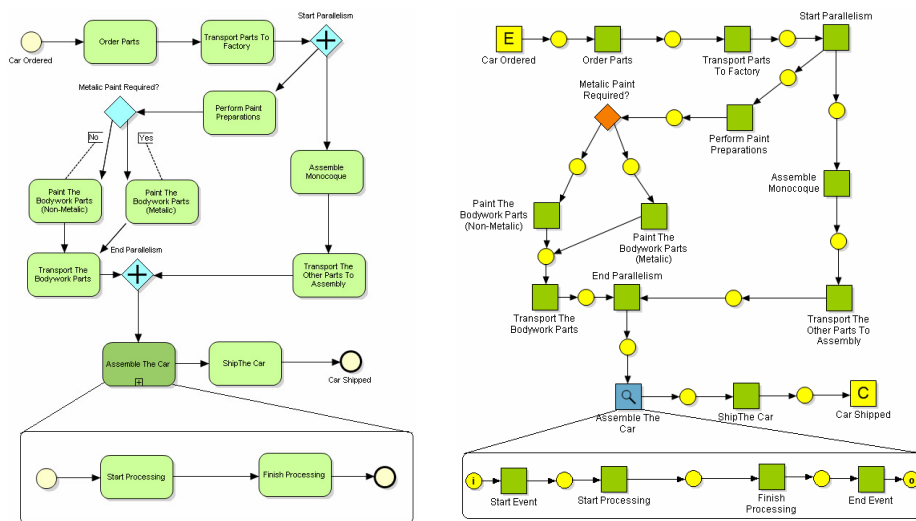 Start Parallelism
Order Parts
Transport Parts
To Factory
Car Ordered
Metalic Paint Required?
Perform Paint
Preparations
No
Yes
Assemble
Monocoque
Paint The
Bodywork Parts
(Non-Metalic)
Paint The
Bodywork Parts
(Metalic)
End Parallelism
Transport The
Bodywork Parts
Transport The
Other Parts To
Assembly
Assemble The Car
ShipThe Car
Car Shipped
Start Processing
Finish Processing
Start Parallelism
E
Car Ordered
Order Parts
Transport Parts
To Factory
Metalic Paint
Required?
Perform Paint
Preparations
Assemble
Monocoque
Paint The
Bodywork Parts
(Non-Metalic)
Paint The
Bodywork Parts
(Metalic)
End Parallelism
Transport The
Bodywork Parts
Transport The
Other Parts To
Assembly
Assemble The
Car
ShipThe Car
C
Car Shipped
i
Start Event
Start Processing
Finish
Processing
End Event
o